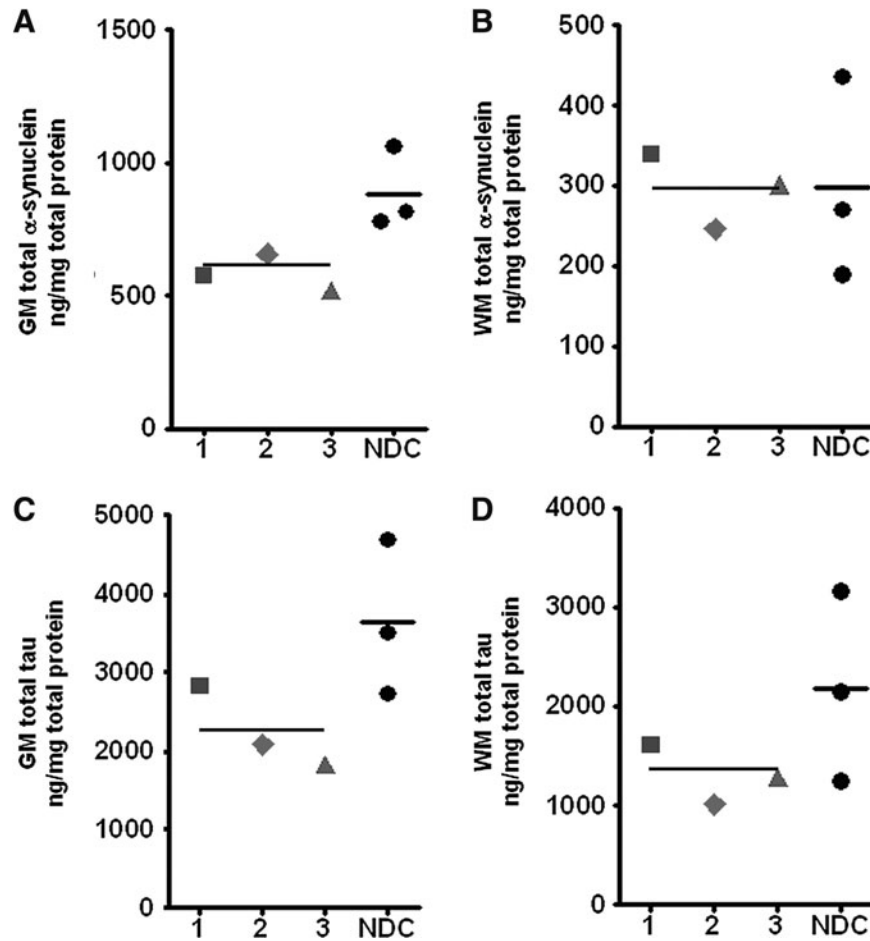 A
GM total α-synuclein
ng/mg total protein
1500
1000
500
0
1 2 3 NDC
B
WM total α-synuclein
ng/mg total protein
500
400
300
200
100
0
1 2 3 NDC
C
GM total tau
ng/mg total protein
5000
4000
3000
2000
1000
0
1 2 3 NDC
D
WM total tau
ng/mg total protein
4000
3000
2000
1000
0
1 2 3 NDC